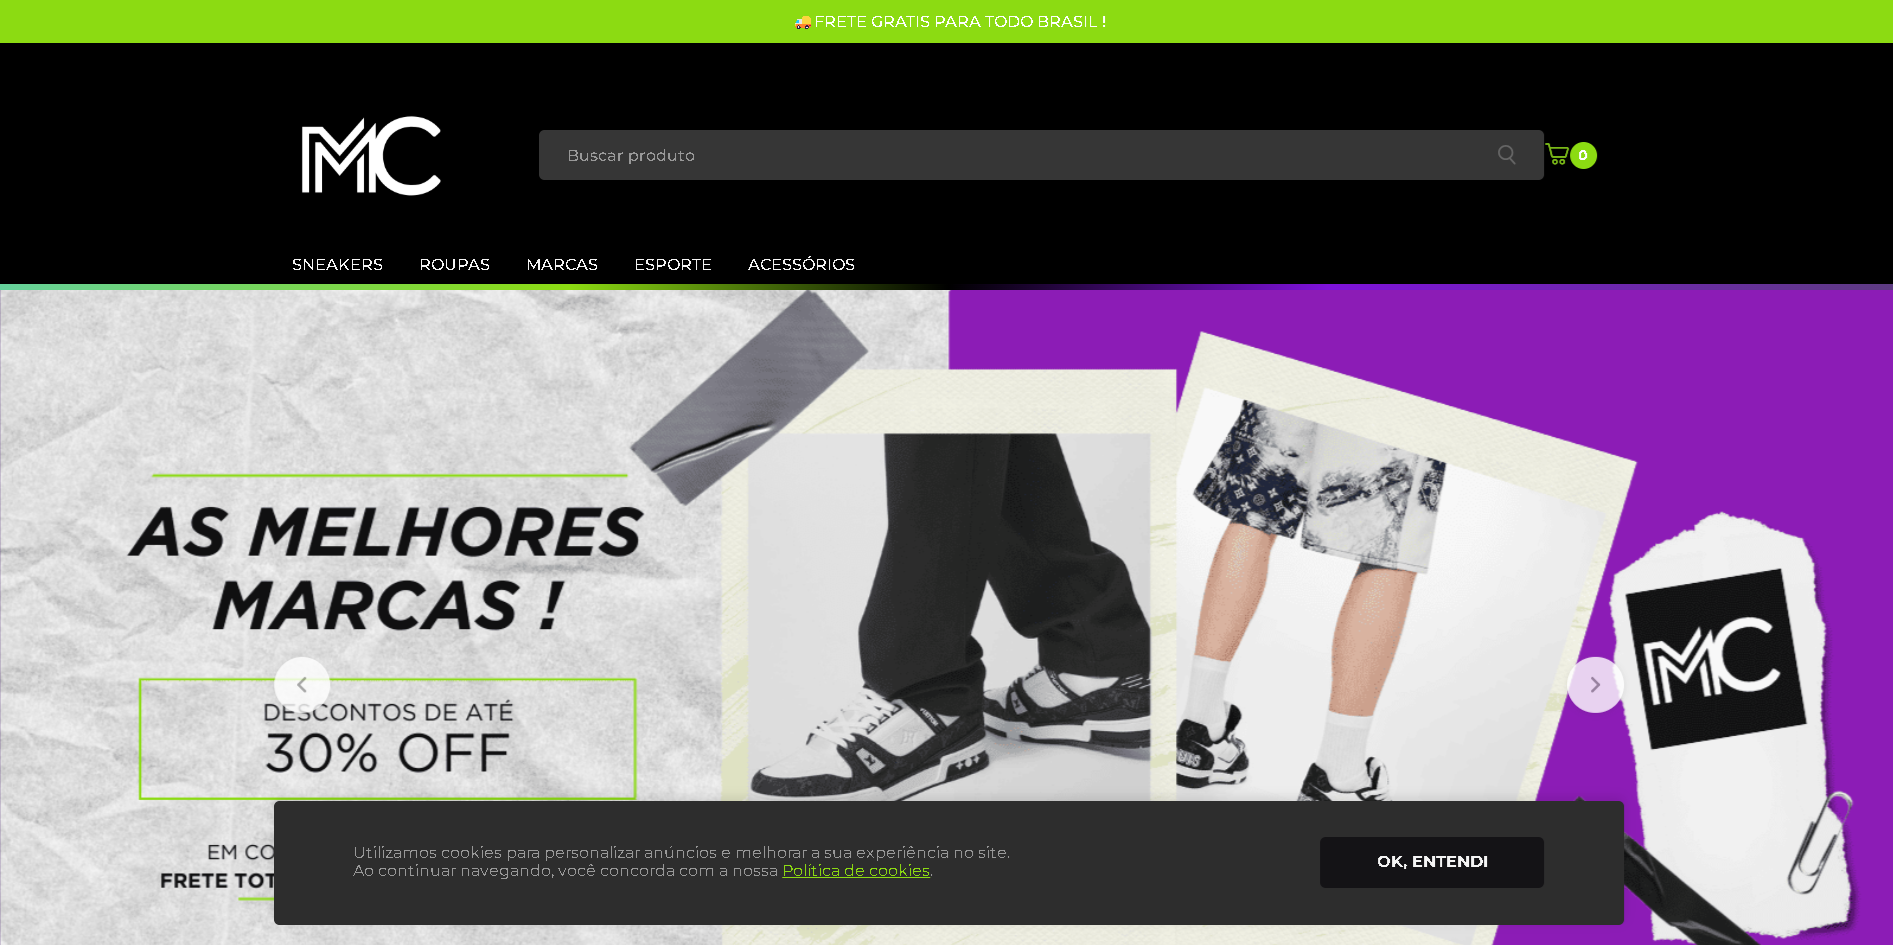 🚚FRETE GRATIS PARA TODO BRASIL !
MC
Buscar produto
0
SNEAKERS ROUPAS MARCAS ESPORTE ACESSÓRIOS
AS MELHORES
MARCAS !
DESCONTOS DE ATÉ
30% OFF
MC
EM CO
FRETE TOT
Utilizamos cookies para personalizar anúncios e melhorar a sua experiência no site.
Ao continuar navegando, você concorda com a nossa Política de cookies.
OK, ENTENDI